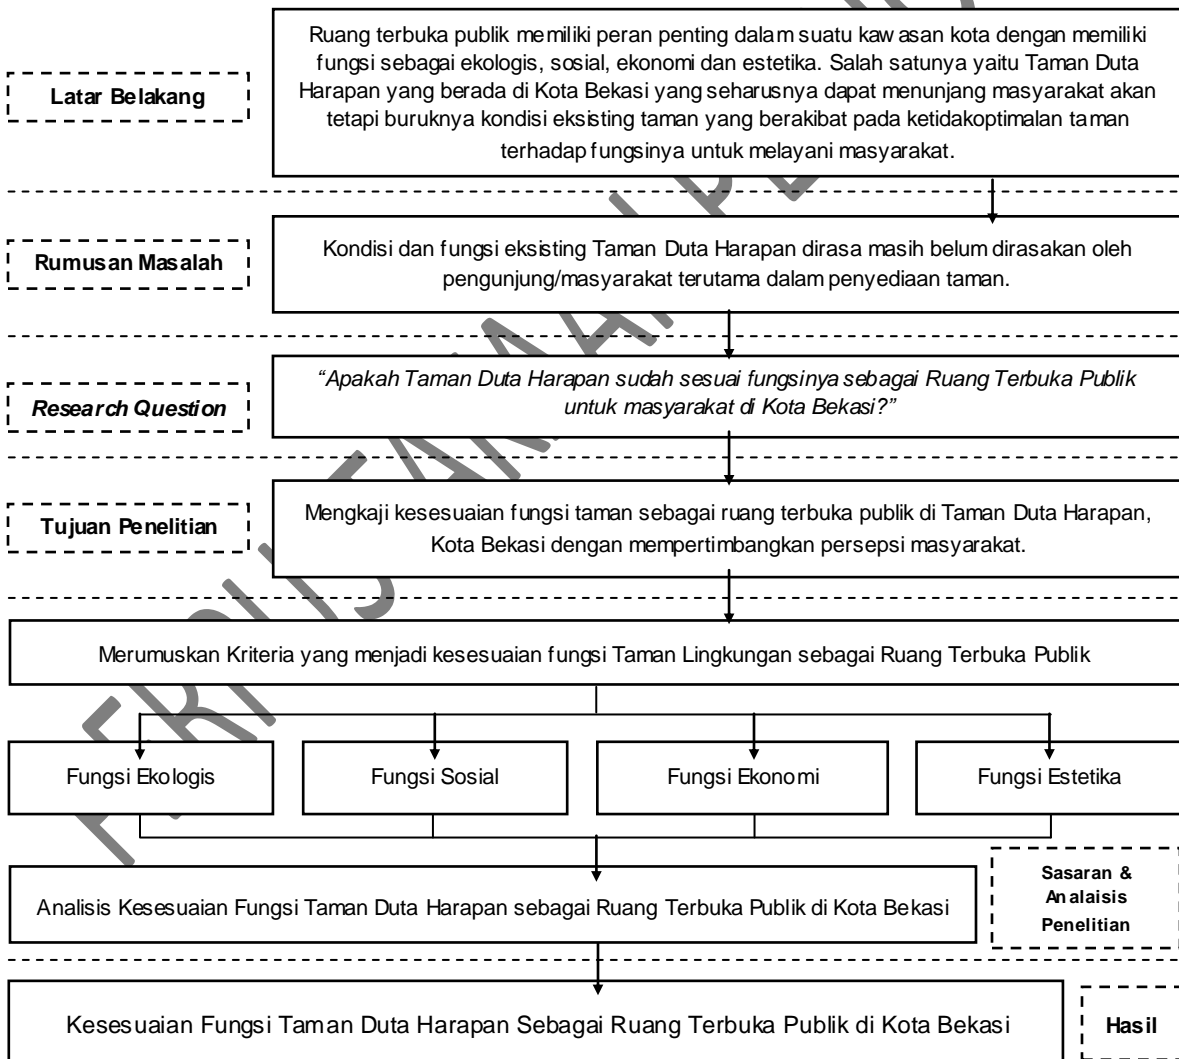 Latar Belakang
Ruang terbuka publik memiliki peran penting dalam suatu kawasan kota dengan memiliki
fungsi sebagai ekologis, sosial, ekonomi dan estetika. Salah satunya yaitu Taman Duta
Harapan yang berada di Kota Bekasi yang seharusnya dapat menunjang masyarakat akan
tetapi buruknya kondisi eksisting taman yang berakibat pada ketidakoptimalan taman
terhadap fungsinya untuk melayani masyarakat.
Rumusan Masalah
Kondisi dan fungsi eksisting Taman Duta Harapan dirasa masih belum dirasakan oleh
pengunjung/masyarakat terutama dalam penyediaan taman.
Research Question
“Apakah Taman Duta Harapan sudah sesuai fungsinya sebagai Ruang Terbuka Publik
untuk masyarakat di Kota Bekasi?”
Tujuan Penelitian
Mengkaji kesesuaian fungsi taman sebagai ruang terbuka publik di Taman Duta Harapan,
Kota Bekasi dengan mempertimbangkan persepsi masyarakat.
Merumuskan Kriteria yang menjadi kesesuaian fungsi Taman Lingkungan sebagai Ruang Terbuka Publik
Fungsi Ekologis
Fungsi Sosial
Fungsi Ekonomi
Fungsi Estetika
Analisis Kesesuaian Fungsi Taman Duta Harapan sebagai Ruang Terbuka Publik di Kota Bekasi
Sasaran &
Analaisis
Penelitian
Kesesuaian Fungsi Taman Duta Harapan Sebagai Ruang Terbuka Publik di Kota Bekasi
Hasil